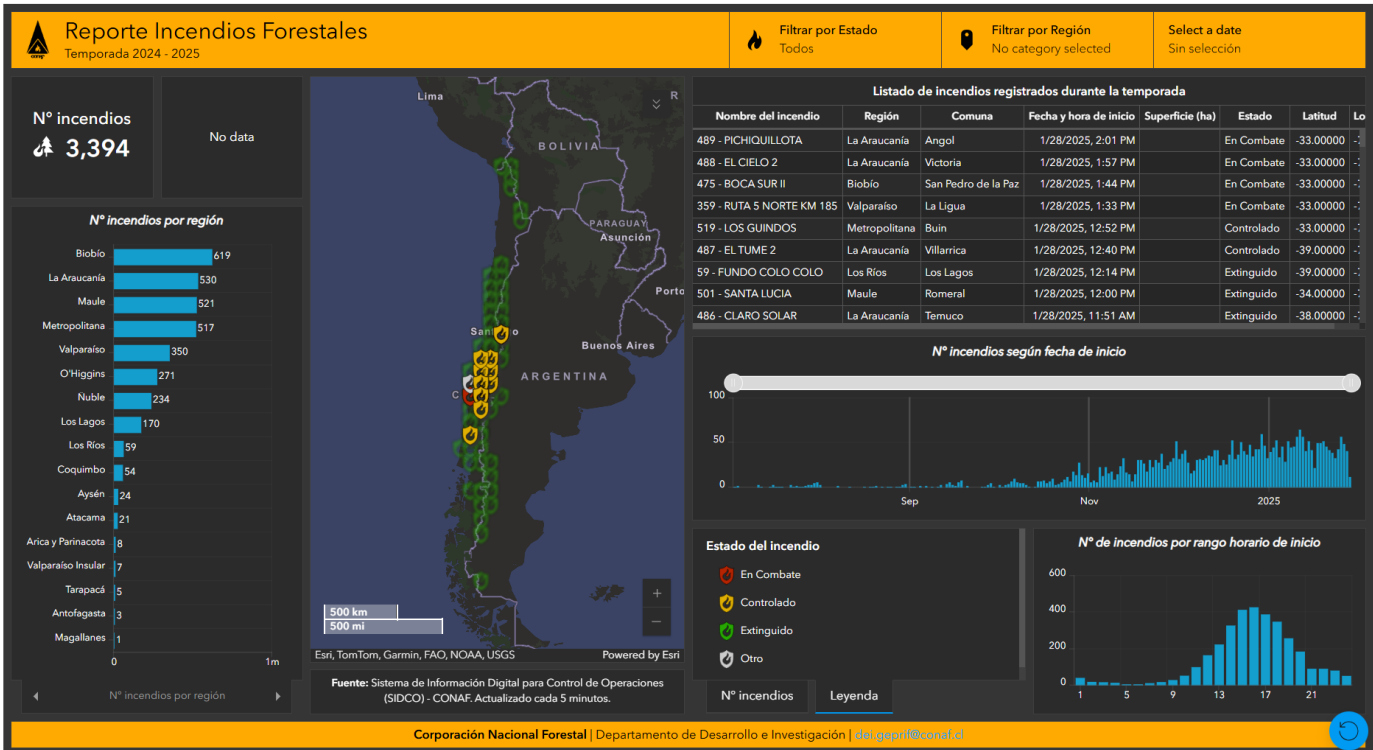 Reporte Incendios Forestales
Temporada 2024 - 2025
conaf
Filtrar por Estado
Todos
Filtrar por Región
No category selected
Select a date
Sin selección
N° incendios
3,394
No data
N° incendios por región
Biobío 619
La Araucanía 530
Maule 521
Metropolitana 517
Valparaíso 350
O'Higgins 271
Ñuble 234
Los Lagos 170
Los Ríos 59
Coquimbo 54
Aysén 24
Atacama 21
Arica y Parinacota 8
Valparaíso Insular 7
Tarapacá 5
Antofagasta 3
Magallanes 1
0 1m
N° incendios por región
Lima
R
BOLIVIA
PARAGUAY
Asunción
Porto
San o
Buenos Aires
ARGENTINA
C
500 km
500 mi
Esri, TomTom, Garmin, FAO, NOAA, USGS Powered by Esri
Fuente: Sistema de Información Digital para Control de Operaciones
(SIDCO) - CONAF. Actualizado cada 5 minutos.
Listado de incendios registrados durante la temporada
Nombre del incendio Región Comuna Fecha y hora de inicio Superficie (ha) Estado Latitud Lo
489 - PICHIQUILLOTA La Araucanía Angol 1/28/2025, 2:01 PM En Combate -33.00000 -7
488 - EL CIELO 2 La Araucanía Victoria 1/28/2025, 1:57 PM En Combate -33.00000 -7
475 - BOCA SUR II Biobío San Pedro de la Paz 1/28/2025, 1:44 PM En Combate -33.00000 -7
359 - RUTA 5 NORTE KM 185 Valparaíso La Ligua 1/28/2025, 1:33 PM En Combate -33.00000 -7
519 - LOS GUINDOS Metropolitana Buin 1/28/2025, 12:52 PM Controlado -33.00000 -7
487 - EL TUME 2 La Araucanía Villarrica 1/28/2025, 12:40 PM Controlado -39.00000 -7
59 - FUNDO COLO COLO Los Ríos Los Lagos 1/28/2025, 12:14 PM Extinguido -39.00000 -7
501 - SANTA LUCIA Maule Romeral 1/28/2025, 12:00 PM Extinguido -34.00000 -7
486 - CLARO SOLAR La Araucanía Temuco 1/28/2025, 11:51 AM Extinguido -38.00000 -7
N° incendios según fecha de inicio
100
50
0
Sep Nov 2025
Estado del incendio
En Combate
Controlado
Extinguido
Otro
N° incendios Leyenda
N° de incendios por rango horario de inicio
600
400
200
0
1 5 9 13 17 21
Corporación Nacional Forestal | Departamento de Desarrollo e Investigación | dei.geprif@conaf.cl